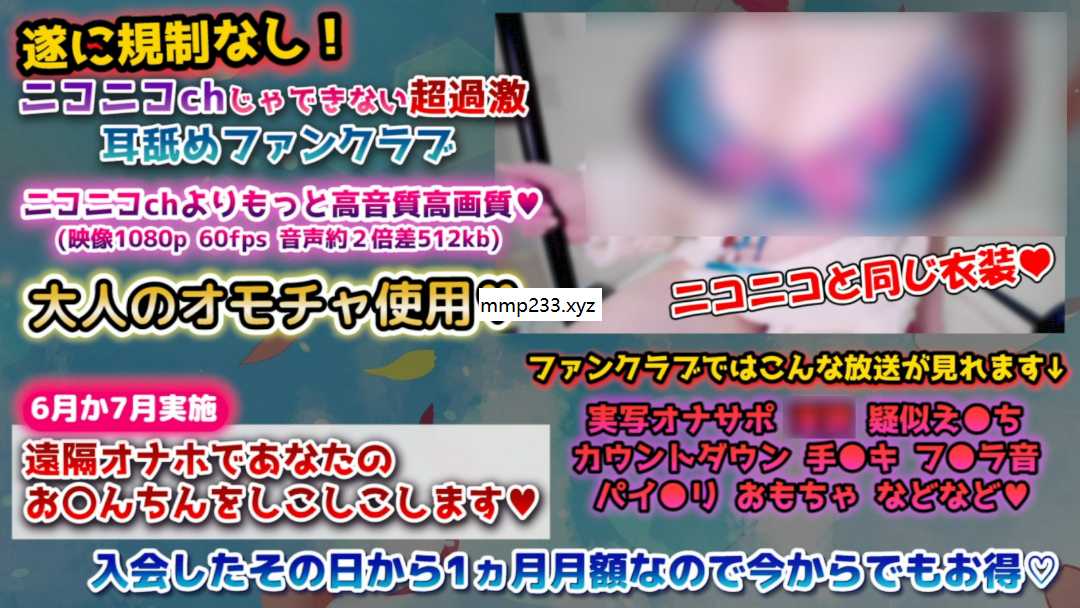 遂に規制なし！
ニコニコchじゃできない超過激
耳舐めファンクラブ
ニコニコchよりもっと高音質高画質♥
(映像1080p 60fps 音声約２倍差512kb)
大人のオモチャ使用♡
mmp233.xyz
ニコニコと同じ衣装♥
6月か7月実施
遠隔オナホであなたの
お〇んちんをしこしこします♥
ファンクラブではこんな放送が見れます↓
実写オナサポ 疑似え●ち
カウントダウン 手●キ フ●ラ音
パイ●リ おもちゃ などなど♥
入会したその日から1ヵ月月額なので今からでもお得♡